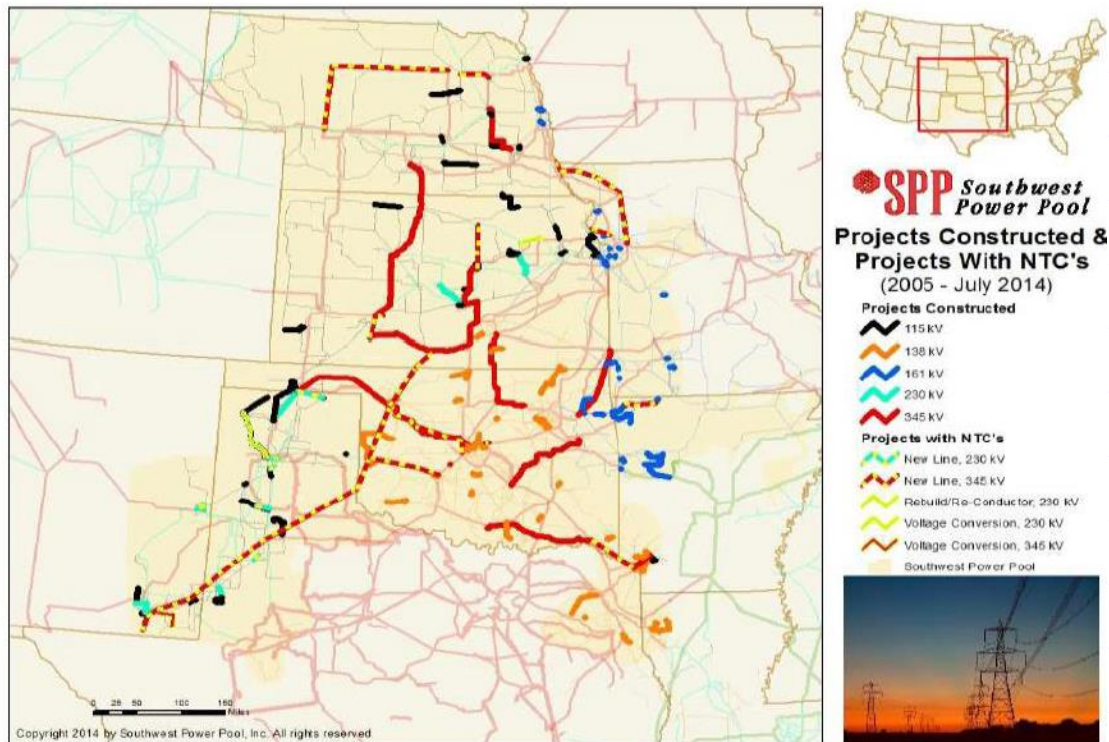 SPP Southwest
Power Pool
Projects Constructed &
Projects With NTC's
(2005 - July 2014)
Projects Constructed
115 kV
138 kV
161 kV
230 kV
345 kV
Projects with NTC's
New Line, 230 kV
New Line, 345 kV
Rebuild/Re-Conductor, 230 kV
Voltage Conversion, 230 kV
Voltage Conversion, 345 kV
Southwest Power Pool
0 25 50 100 150
Miles
Copyright 2014 by Southwest Power Pool, Inc. All rights reserved